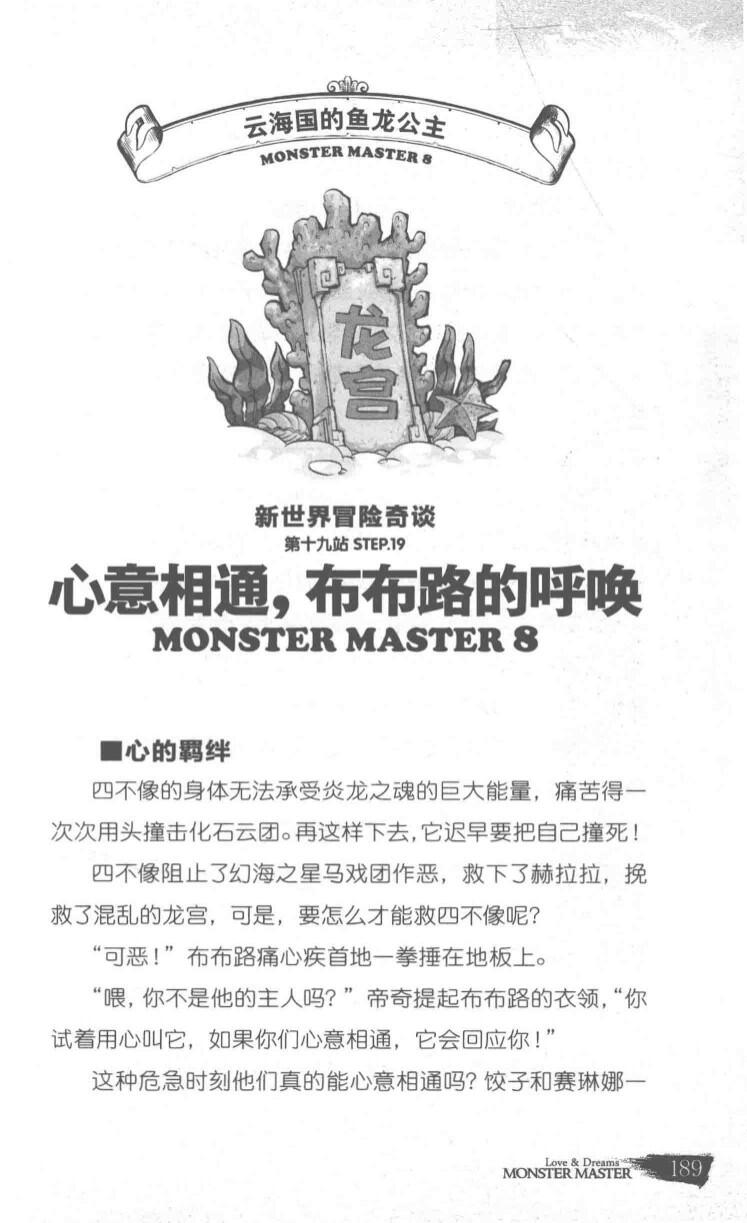 云海国的鱼龙公主
MONSTER MASTER 8
龙
宫
新世界冒险奇谈
第十九站 STEP.19
心意相通，布布路的呼唤
MONSTER MASTER 8
■心的羁绊
四不像的身体无法承受炎龙之魂的巨大能量，痛苦得一
次次用头撞击化石云团。再这样下去，它迟早要把自己撞死！
四不像阻止了幻海之星马戏团作恶，救下了赫拉拉，挽
救了混乱的龙宫，可是，要怎么才能救四不像呢？
“可恶！”布布路痛心疾首地一拳捶在地板上。
“喂，你不是他的主人吗？”帝奇提起布布路的衣领，“你
试着用心叫它，如果你们心意相通，它会回应你！”
这种危急时刻他们真的能心意相通吗？饺子和赛琳娜一
Love & Dreams
MONSTER MASTER 189